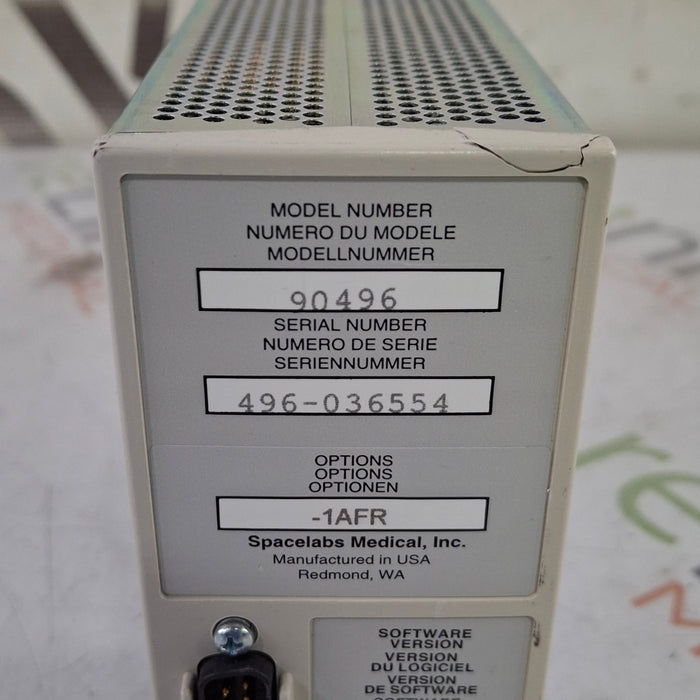 MODEL NUMBER
NUMERO DU MODELE
MODELLNUMMER
90496
SERIAL NUMBER
NUMERO DE SERIE
SERIENNUMMER
496-036554
OPTIONS
OPTIONS
OPTIONEN
-1AFR
Spacelabs Medical, Inc.
Manufactured in USA
Redmond, WA
SOFTWARE
VERSION
VERSION
DU LOGICIEL
VERSION
DE SOFTWARE